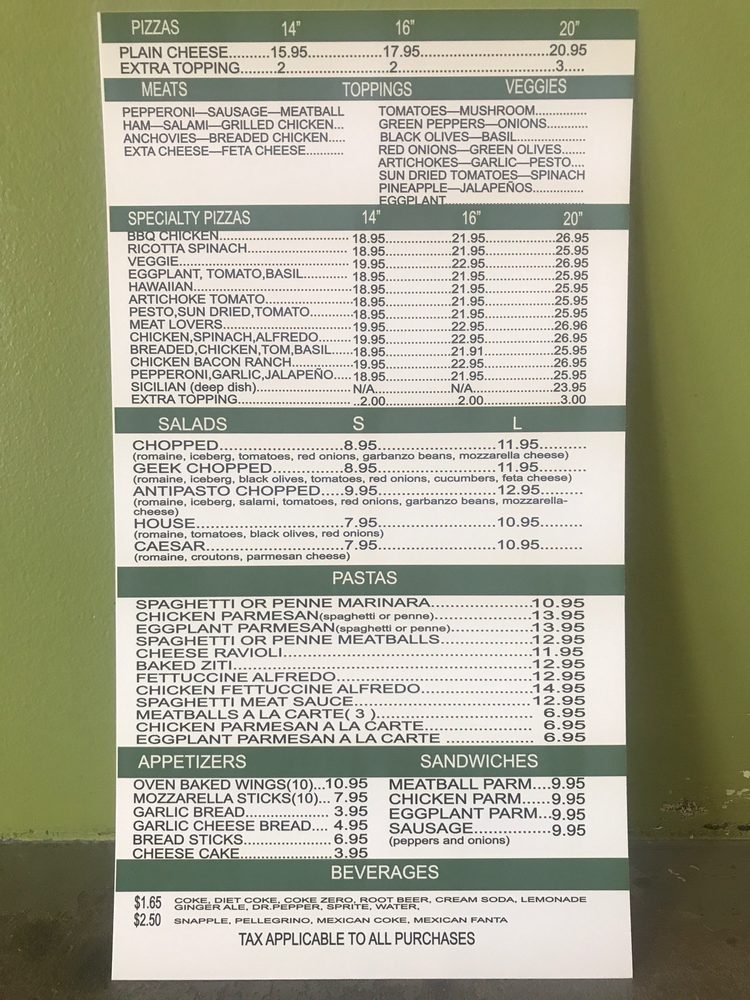 PIZZAS 14" 16" 20"
PLAIN CHEESE........15.95...............17.95.........................20.95
EXTRA TOPPING........2.....................2..............................3....
MEATS TOPPINGS VEGGIES
PEPPERONI—SAUSAGE—MEATBALL
HAM—SALAMI—GRILLED CHICKEN...
ANCHOVIES—BREADED CHICKEN.....
EXTA CHEESE—FETA CHEESE..........
TOMATOES—MUSHROOM.............
GREEN PEPPERS—ONIONS..........
BLACK OLIVES—BASIL.................
RED ONIONS—GREEN OLIVES......
ARTICHOKES—GARLIC—PESTO....
SUN DRIED TOMATOES—SPINACH
PINEAPPLE—JALAPEÑOS..............
EGGPLANT...................................
SPECIALTY PIZZAS 14" 16" 20"
BBQ CHICKEN.................................18.95.................21.95.................26.95
RICOTTA SPINACH.........................18.95.................21.95.................25.95
VEGGIE..........................................19.95.................22.95.................26.95
EGGPLANT, TOMATO,BASIL...........18.95.................21.95.................25.95
HAWAIIAN......................................18.95.................21.95.................25.95
ARTICHOKE TOMATO.....................18.95.................21.95.................25.95
PESTO,SUN DRIED,TOMATO..........18.95.................21.95.................25.95
MEAT LOVERS...............................19.95.................22.95.................26.96
CHICKEN,SPINACH,ALFREDO........19.95.................22.95.................26.95
BREADED,CHICKEN,TOM,BASIL.....18.95.................21.91.................25.95
CHICKEN BACON RANCH...............19.95.................22.95.................26.95
PEPPERONI,GARLIC,JALAPEÑO....18.95.................21.95.................25.95
SICILIAN (deep dish)......................N/A...................N/A....................23.95
EXTRA TOPPING............................2.00..................2.00...................3.00
SALADS S L
CHOPPED.....................8.95.....................11.95.........
(romaine, iceberg, tomatoes, red onions, garbanzo beans, mozzarella cheese)
GEEK CHOPPED............8.95.....................11.95.........
(romaine, iceberg, black olives, tomatoes, red onions, cucumbers, feta cheese)
ANTIPASTO CHOPPED....9.95.....................12.95.........
(romaine, iceberg, salami, tomatoes, red onions, garbanzo beans, mozzarella-
cheese)
HOUSE.........................7.95.....................10.95.........
(romaine, tomatoes, black olives, red onions)
CAESAR.......................7.95.....................10.95.........
(romaine, croutons, parmesan cheese)
PASTAS
SPAGHETTI OR PENNE MARINARA................10.95
CHICKEN PARMESAN(spaghetti or penne)................13.95
EGGPLANT PARMESAN(spaghetti or penne).............13.95
SPAGHETTI OR PENNE MEATBALLS...............12.95
CHEESE RAVIOLI.......................................11.95
BAKED ZITI..............................................12.95
FETTUCCINE ALFREDO...............................12.95
CHICKEN FETTUCCINE ALFREDO..................14.95
SPAGHETTI MEAT SAUCE............................12.95
MEATBALLS A LA CARTE( 3 )........................ 6.95
CHICKEN PARMESAN A LA CARTE................. 6.95
EGGPLANT PARMESAN A LA CARTE ............... 6.95
APPETIZERS
OVEN BAKED WINGS(10)...10.95
MOZZARELLA STICKS(10)... 7.95
GARLIC BREAD................. 3.95
GARLIC CHEESE BREAD.... 4.95
BREAD STICKS.................. 6.95
CHEESE CAKE................... 3.95
SANDWICHES
MEATBALL PARM....9.95
CHICKEN PARM......9.95
EGGPLANT PARM...9.95
SAUSAGE..............9.95
(peppers and onions)
BEVERAGES
$1.65 COKE, DIET COKE, COKE ZERO, ROOT BEER, CREAM SODA, LEMONADE
GINGER ALE, DR.PEPPER, SPRITE, WATER,
$2.50 SNAPPLE, PELLEGRINO, MEXICAN COKE, MEXICAN FANTA
TAX APPLICABLE TO ALL PURCHASES